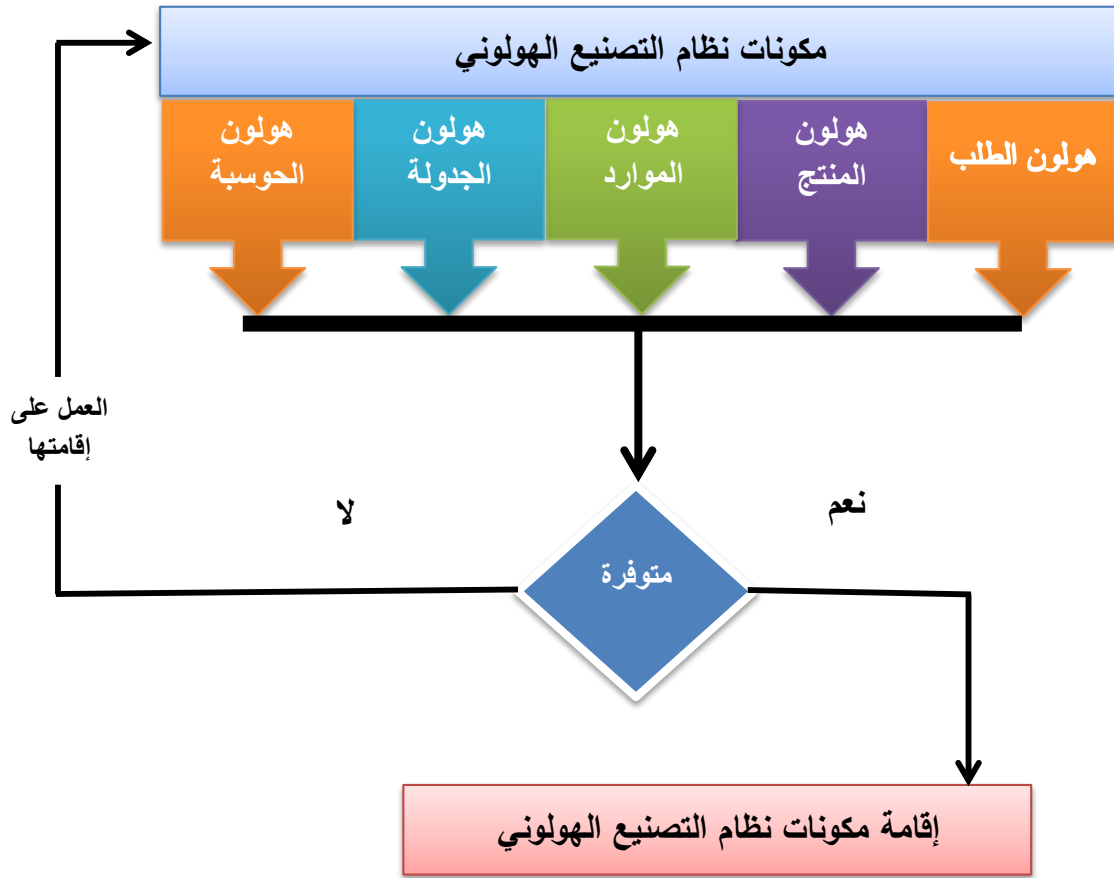 مكونات نظام التصنيع الهولوني
هولون الطلب
هولون
المنتج
هولون
الموارد
هولون
الجدولة
هولون
الحوسبة
العمل على
إقامتها
نعم
لا
متوفرة
إقامة مكونات نظام التصنيع الهولوني